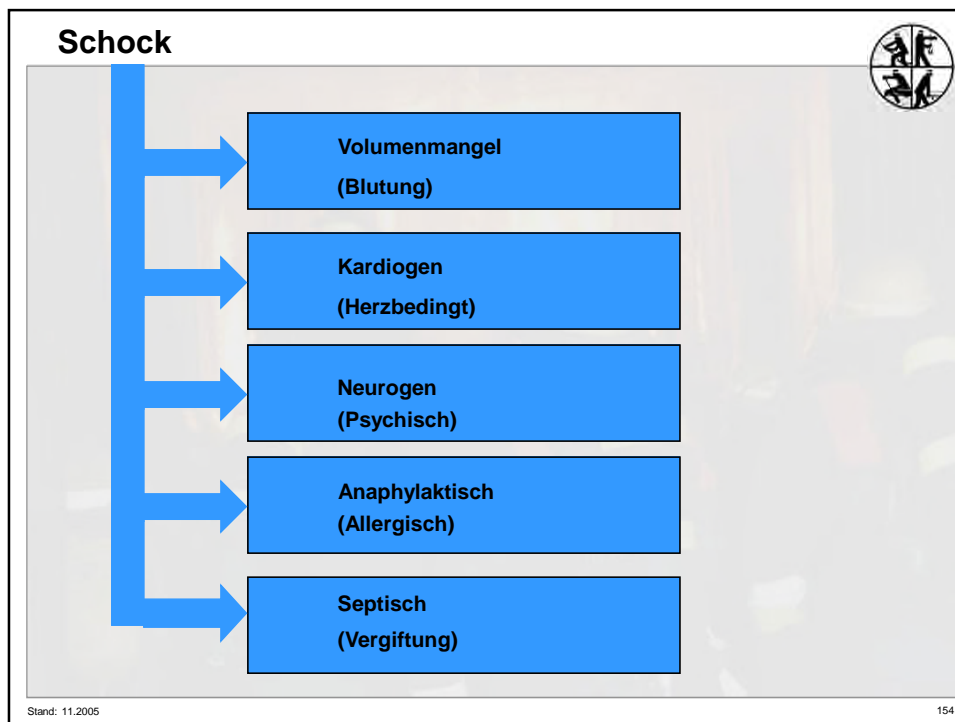 Schock
Volumenmangel
(Blutung)
Kardiogen
(Herzbedingt)
Neurogen
(Psychisch)
Anaphylaktisch
(Allergisch)
Septisch
(Vergiftung)
Stand: 11.2005
154